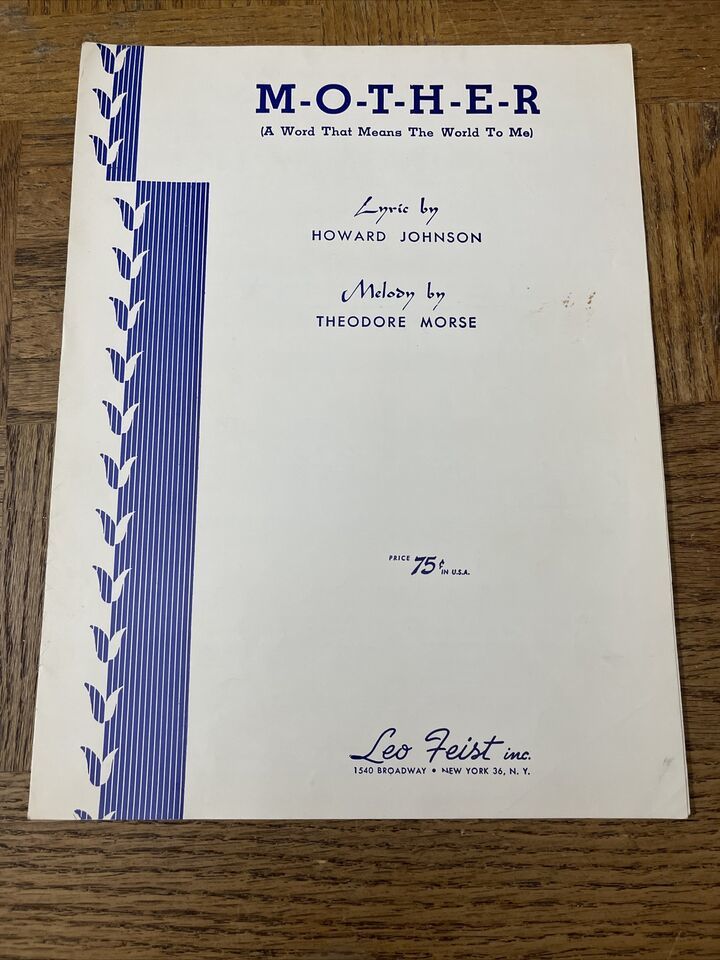 M-O-T-H-E-R
(A Word That Means The World To Me)
Lyric by
HOWARD JOHNSON
Melody by
THEODORE MORSE
PRICE 75¢ IN U.S.A.
Leo Feist inc.
1540 BROADWAY • NEW YORK 36, N. Y.